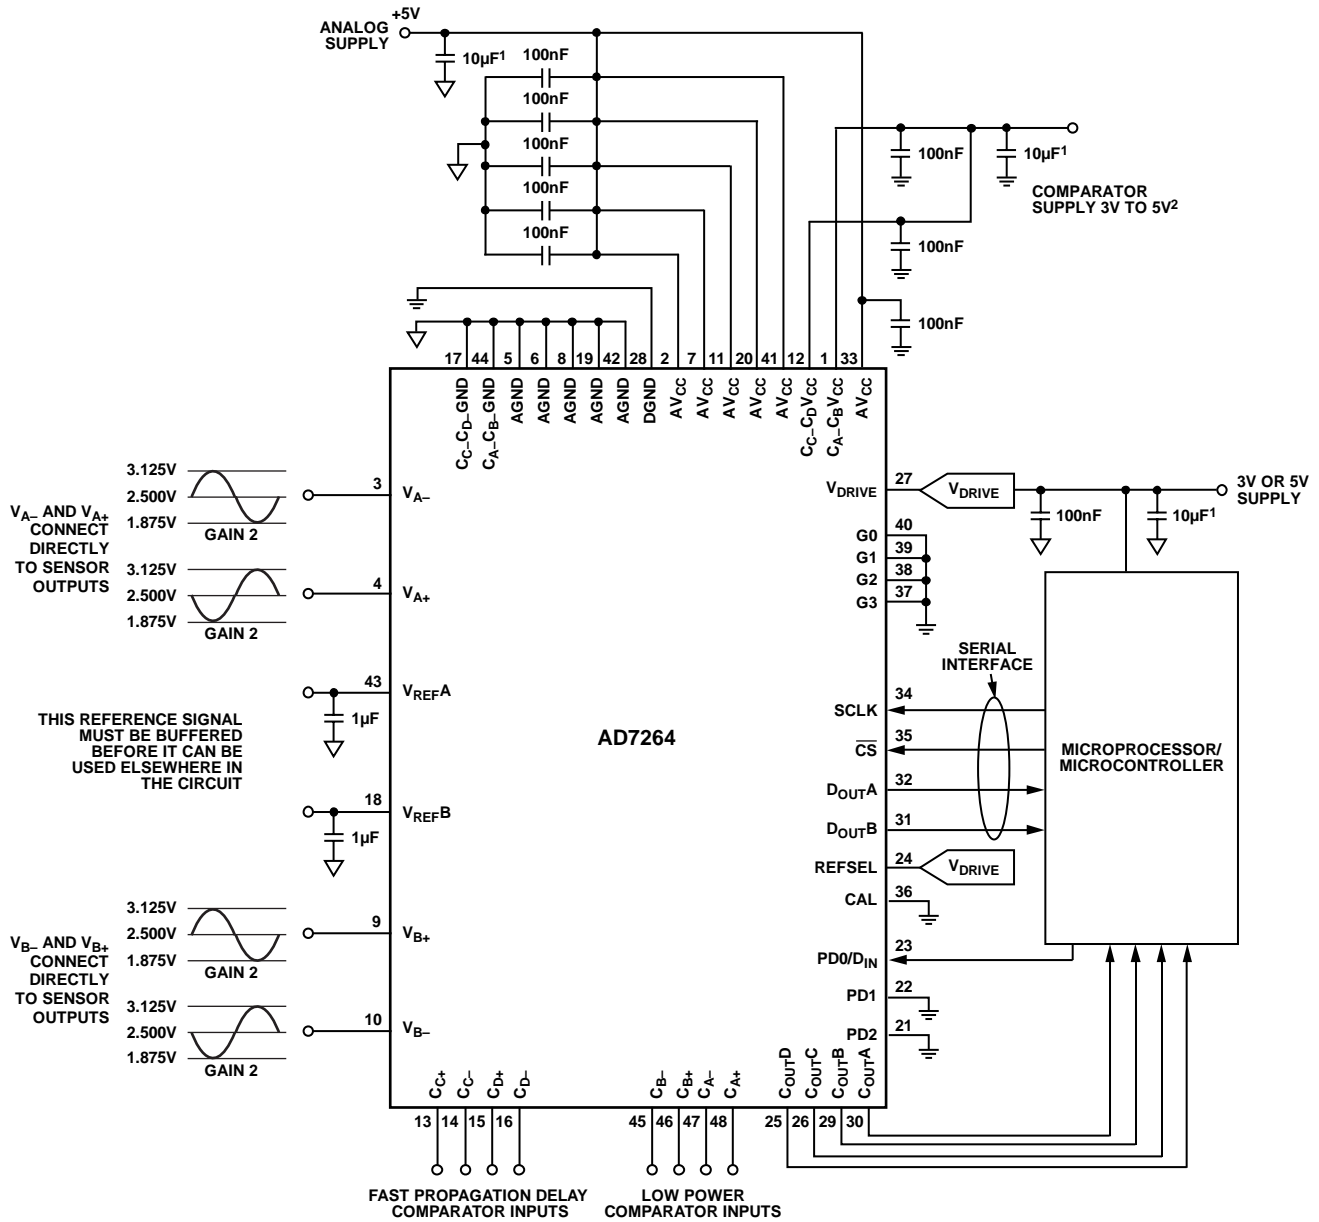 +5V
ANALOG
SUPPLY
10µF1
100nF
100nF
100nF
100nF
100nF
100nF
10µF1
COMPARATOR
SUPPLY 3V TO 5V2
100nF
100nF
17 44 5 6 8 19 42 28 2 7 11 20 41 12 1 33
CC–CD–GND
CA–CB–GND
AGND
AGND
AGND
AGND
AGND
DGND
AVCC
AVCC
AVCC
AVCC
AVCC
CC–CDVCC
CA–CBVCC
AVCC
3.125V
2.500V
1.875V
GAIN 2
VA– AND VA+
CONNECT
DIRECTLY
TO SENSOR
OUTPUTS
3.125V
2.500V
1.875V
GAIN 2
3 VA–
4 VA+
43 VREFA
1µF
THIS REFERENCE SIGNAL
MUST BE BUFFERED
BEFORE IT CAN BE
USED ELSEWHERE IN
THE CIRCUIT
18 VREFB
1µF
3.125V
2.500V
1.875V
GAIN 2
VB– AND VB+
CONNECT
DIRECTLY
TO SENSOR
OUTPUTS
3.125V
2.500V
1.875V
GAIN 2
9 VB+
10 VB–
AD7264
VDRIVE 27 VDRIVE
3V OR 5V
SUPPLY
100nF
10µF1
G0 40
G1 39
G2 38
G3 37
SERIAL
INTERFACE
SCLK 34
CS 35
DOUTA 32
DOUTB 31
MICROPROCESSOR/
MICROCONTROLLER
REFSEL 24 VDRIVE
CAL 36
PD0/DIN 23
PD1 22
PD2 21
CC+
CC–
CD+
CD–
CB–
CB+
CA–
CA+
COUTD
COUTC
COUTB
COUTA
13 14 15 16 45 46 47 48 25 26 29 30
FAST PROPAGATION DELAY
COMPARATOR INPUTS
LOW POWER
COMPARATOR INPUTS